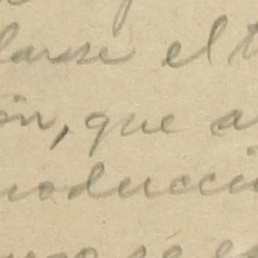 larse el t
ón, que a
roducció